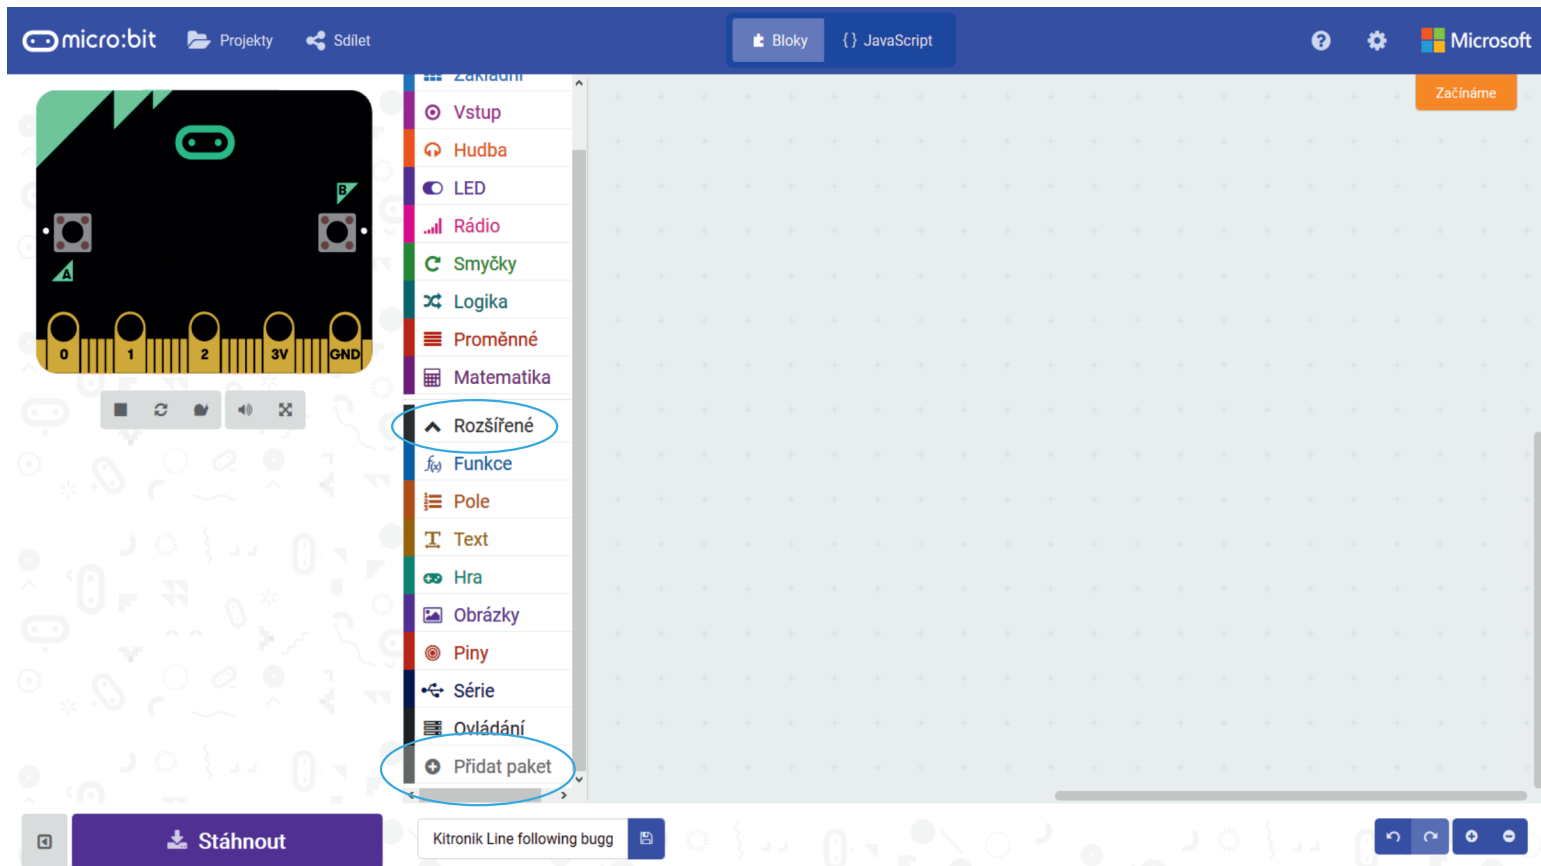 micro:bit
Projekty
Sdílet
Bloky
{} JavaScript
Microsoft
Začínáme
Základní
Vstup
Hudba
LED
Rádio
Smyčky
Logika
Proměnné
Matematika
Rozšířené
f(x) Funkce
Pole
Text
Hra
Obrázky
Piny
Série
Ovládání
Přidat paket
B
A
0 1 2 3V GND
Stáhnout
Kitronik Line following bugg